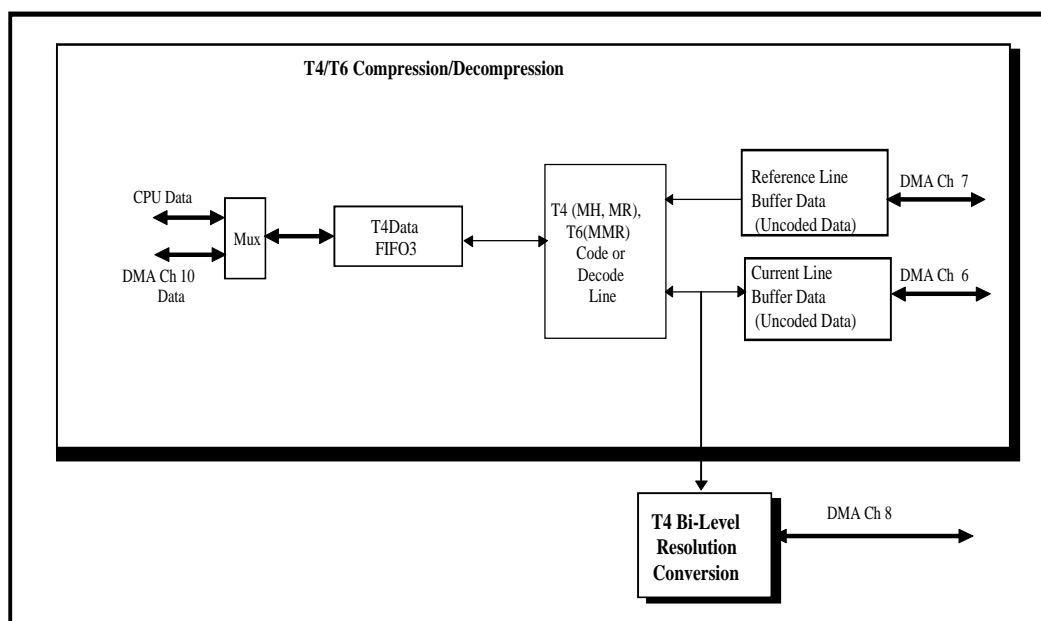 T4/T6 Compression/Decompression
CPU Data
DMA Ch 10
Data
Mux
T4Data
FIFO3
T4 (MH, MR),
T6(MMR)
Code or
Decode
Line
Reference Line
Buffer Data
(Uncoded Data)
DMA Ch 7
Current Line
Buffer Data
(Uncoded Data)
DMA Ch 6
T4 Bi-Level
Resolution
Conversion
DMA Ch 8